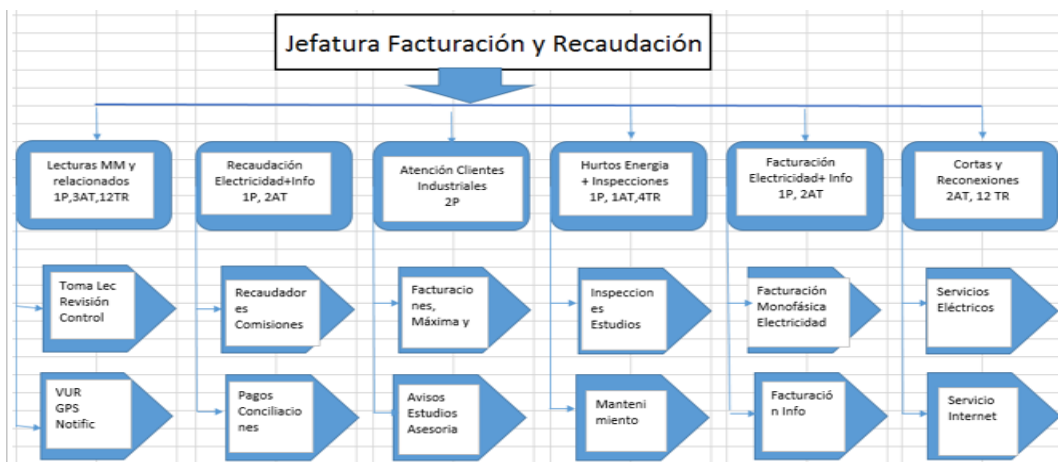 Jefatura Facturación y Recaudación
Lecturas MM y
relacionados
1P,3AT,12TR
Recaudación
Electricidad+Info
1P, 2AT
Atención Clientes
Industriales
2P
Hurtos Energia
+ Inspecciones
1P, 1AT,4TR
Facturación
Electricidad+ Info
1P, 2AT
Cortas y
Reconexiones
2AT, 12 TR
Toma Lec
Revisión
Control
Recaudador
es
Comisiones
Facturacio
nes,
Máxima y
Inspeccion
es
Estudios
Facturación
Monofásica
Electricidad
Servicios
Eléctricos
VUR
GPS
Notific
Pagos
Conciliacio
nes
Avisos
Estudios
Asesoria
Manteni
miento
Facturació
n Info
Servicio
Internet